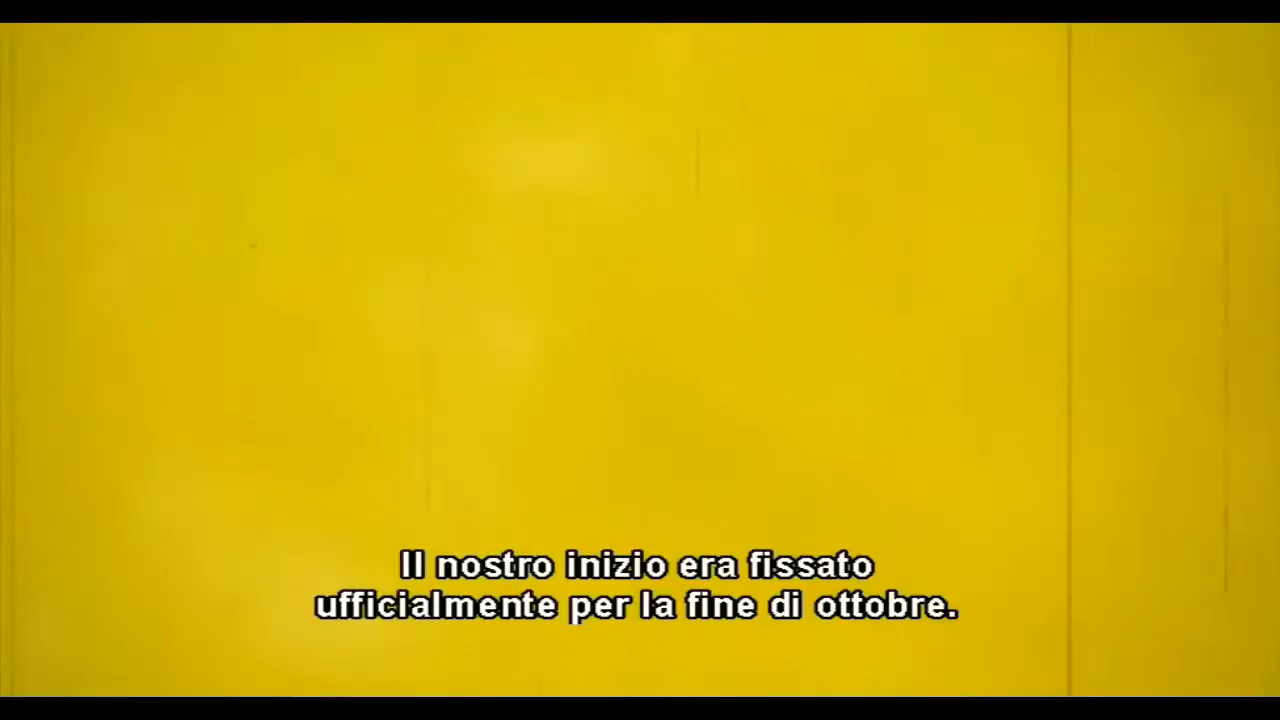 Il nostro inizio era fissato
ufficialmente per la fine di ottobre.